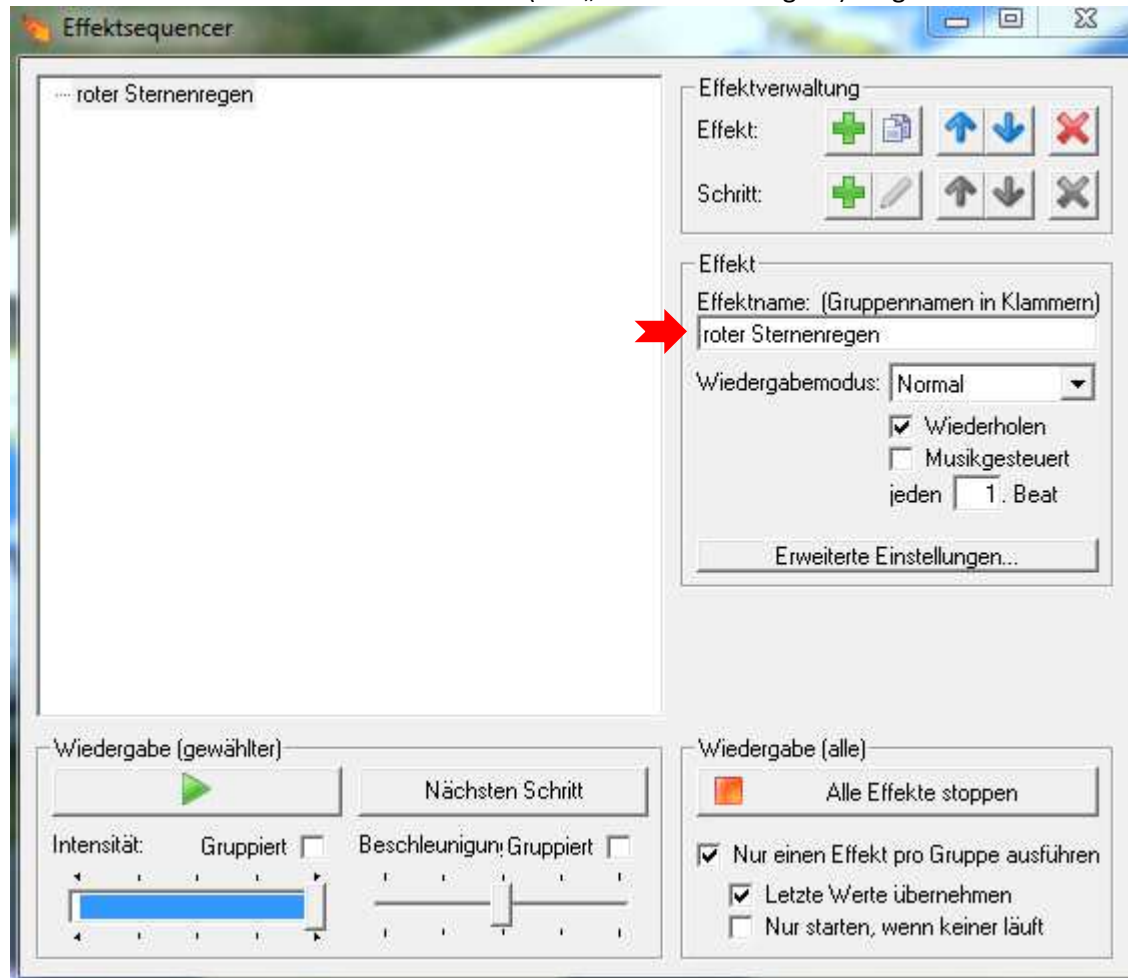 Effektsequencer
roter Sternenregen
Effektverwaltung
Effekt:
Schritt:
Effekt
Effektname: (Gruppennamen in Klammern)
roter Sternenregen
Wiedergabemodus: Normal
Wiederholen
Musikgesteuert
jeden 1. Beat
Erweiterte Einstellungen...
Wiedergabe (gewählter)
Nächsten Schritt
Intensität: Gruppiert
Beschleunigun Gruppiert
Wiedergabe (alle)
Alle Effekte stoppen
Nur einen Effekt pro Gruppe ausführen
Letzte Werte übernehmen
Nur starten, wenn keiner läuft